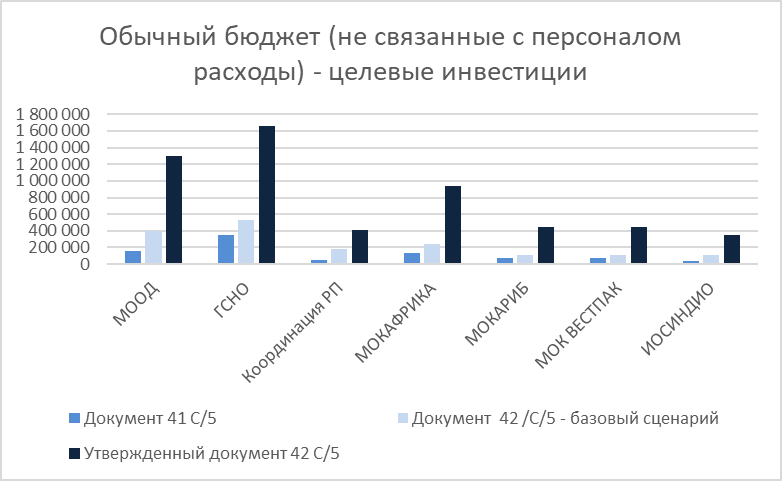 Обычный бюджет (не связанные с персоналом
расходы) - целевые инвестиции
1 800 000
1 600 000
1 400 000
1 200 000
1 000 000
800 000
600 000
400 000
200 000
0
МООД
ГСНО
Координация РП
МОКАФРИКА
МОКАРИБ
МОК ВЕСТПАК
ИОСИНДИО
Документ 41 C/5
Документ  42 /C/5 - базовый сценарий
Утвержденный документ 42 C/5